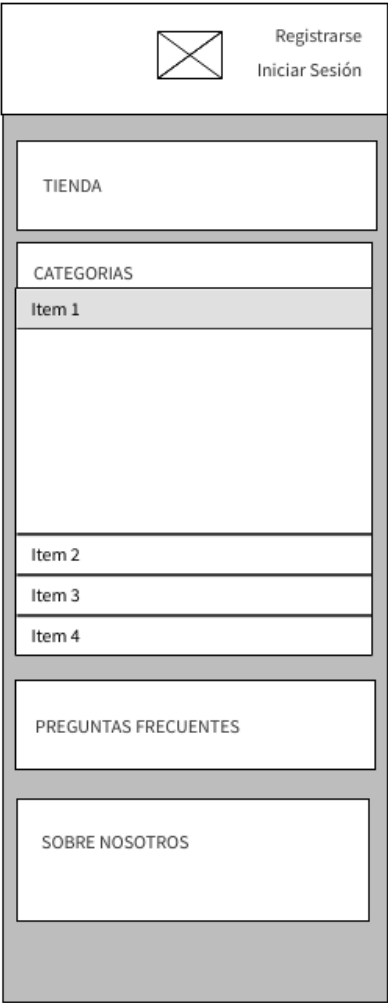 Registrarse
Iniciar Sesión
TIENDA
CATEGORIAS
Item 1
Item 2
Item 3
Item 4
PREGUNTAS FRECUENTES
SOBRE NOSOTROS